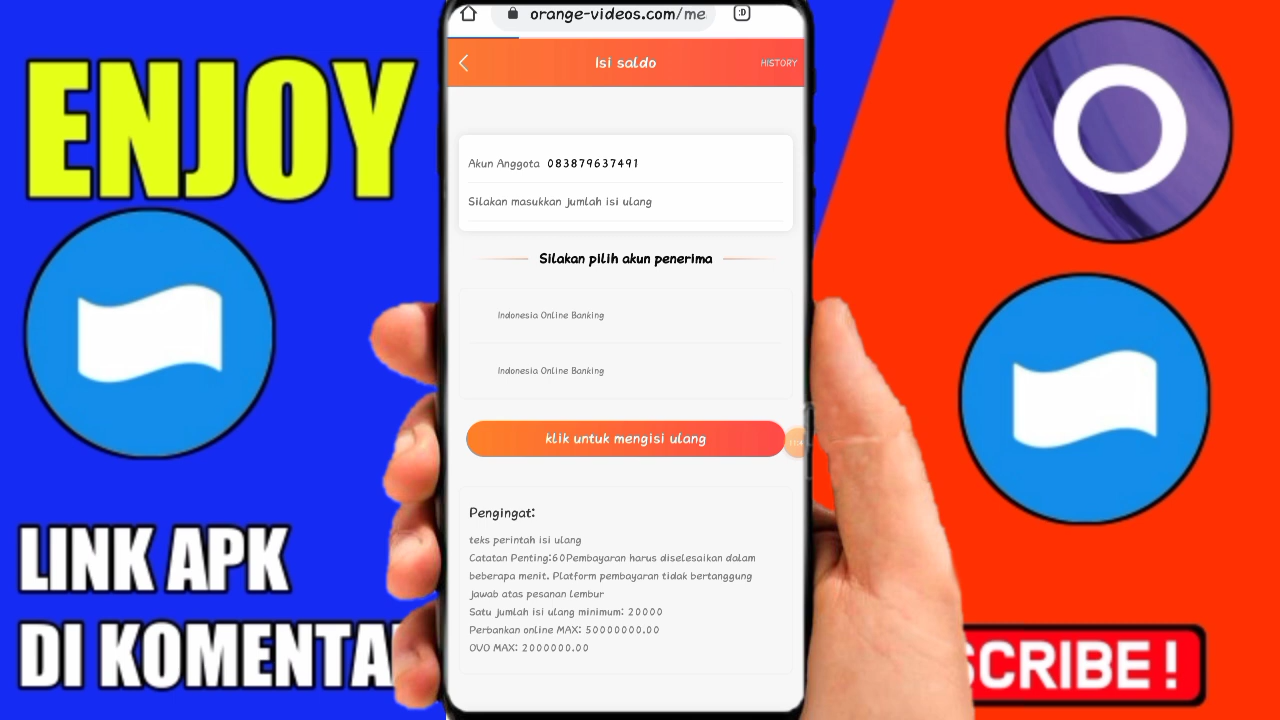 ENJOY
LINK APK
DI KOMENTA
orange-videos.com/me
:D
Isi saldo
HISTORY
Akun Anggota 083879637491
Silakan masukkan jumlah isi ulang
Silakan pilih akun penerima
Indonesia Online Banking
Indonesia Online Banking
klik untuk mengisi ulang
Pengingat:
teks perintah isi ulang
Catatan Penting:60Pembayaran harus diselesaikan dalam
beberapa menit. Platform pembayaran tidak bertanggung
jawab atas pesanan lembur
Satu jumlah isi ulang minimum: 20000
Perbankan online MAX: 50000000.00
OVO MAX: 2000000.00
SCRIBE !